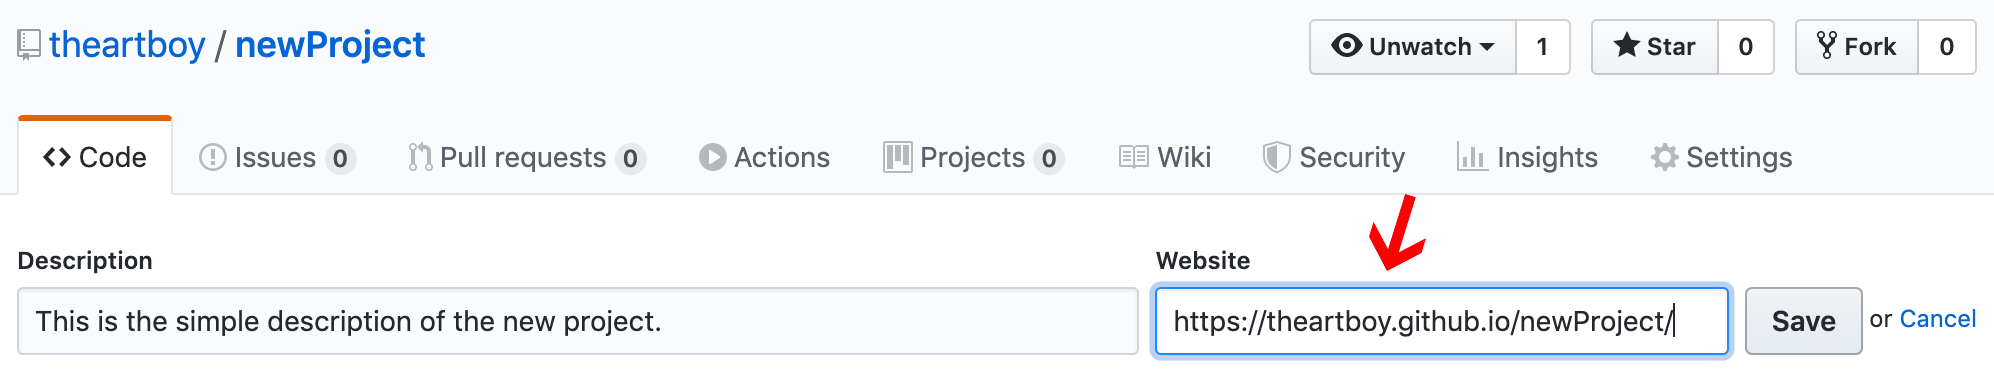 theartboy / newProject Unwatch 1 Star 0 Fork 0
Code Issues 0 Pull requests 0 Actions Projects 0 Wiki Security Insights Settings
Description Website
This is the simple description of the new project. https://theartboy.github.io/newProject/ Save or Cancel